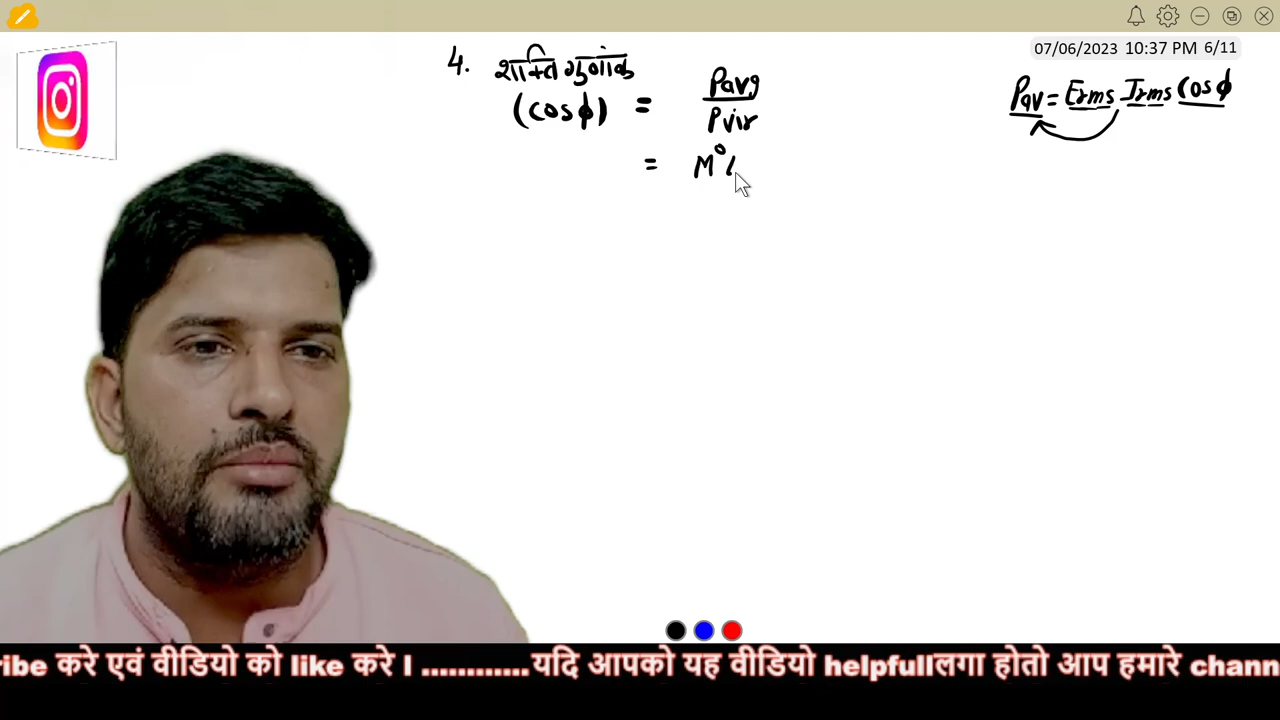 07/06/2023 10:37 PM 6/11
4. शक्ति गुणांक
(cosϕ) = Pavg / Pvir
= M⁰L
Pav = Erms Irms cosϕ
ribe करे एवं वीडियो को like करे l ............यदि आपको यह वीडियो helpfullलगा होतो आप हमारे chann